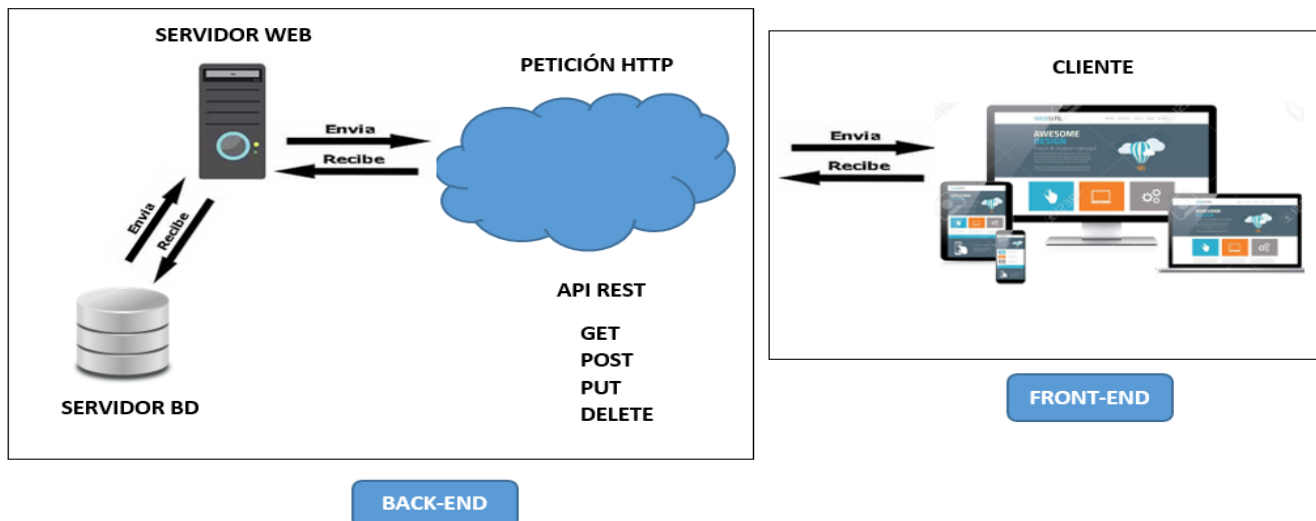 SERVIDOR WEB
PETICIÓN HTTP
Envia
Recibe
Envia
Recibe
SERVIDOR BD
API REST
GET
POST
PUT
DELETE
BACK-END
CLIENTE
Envia
Recibe
AWESOME
DESIGN
FRONT-END